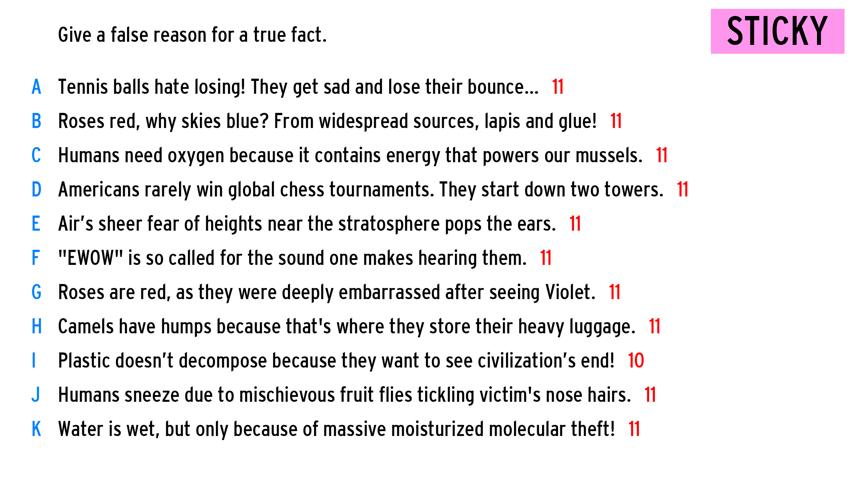 Give a false reason for a true fact.
STICKY
A Tennis balls hate losing! They get sad and lose their bounce... 11
B Roses red, why skies blue? From widespread sources, lapis and glue! 11
C Humans need oxygen because it contains energy that powers our mussels. 11
D Americans rarely win global chess tournaments. They start down two towers. 11
E Air's sheer fear of heights near the stratosphere pops the ears. 11
F "EWOW" is so called for the sound one makes hearing them. 11
G Roses are red, as they were deeply embarrassed after seeing Violet. 11
H Camels have humps because that's where they store their heavy luggage. 11
I Plastic doesn't decompose because they want to see civilization's end! 10
J Humans sneeze due to mischievous fruit flies tickling victim's nose hairs. 11
K Water is wet, but only because of massive moisturized molecular theft! 11